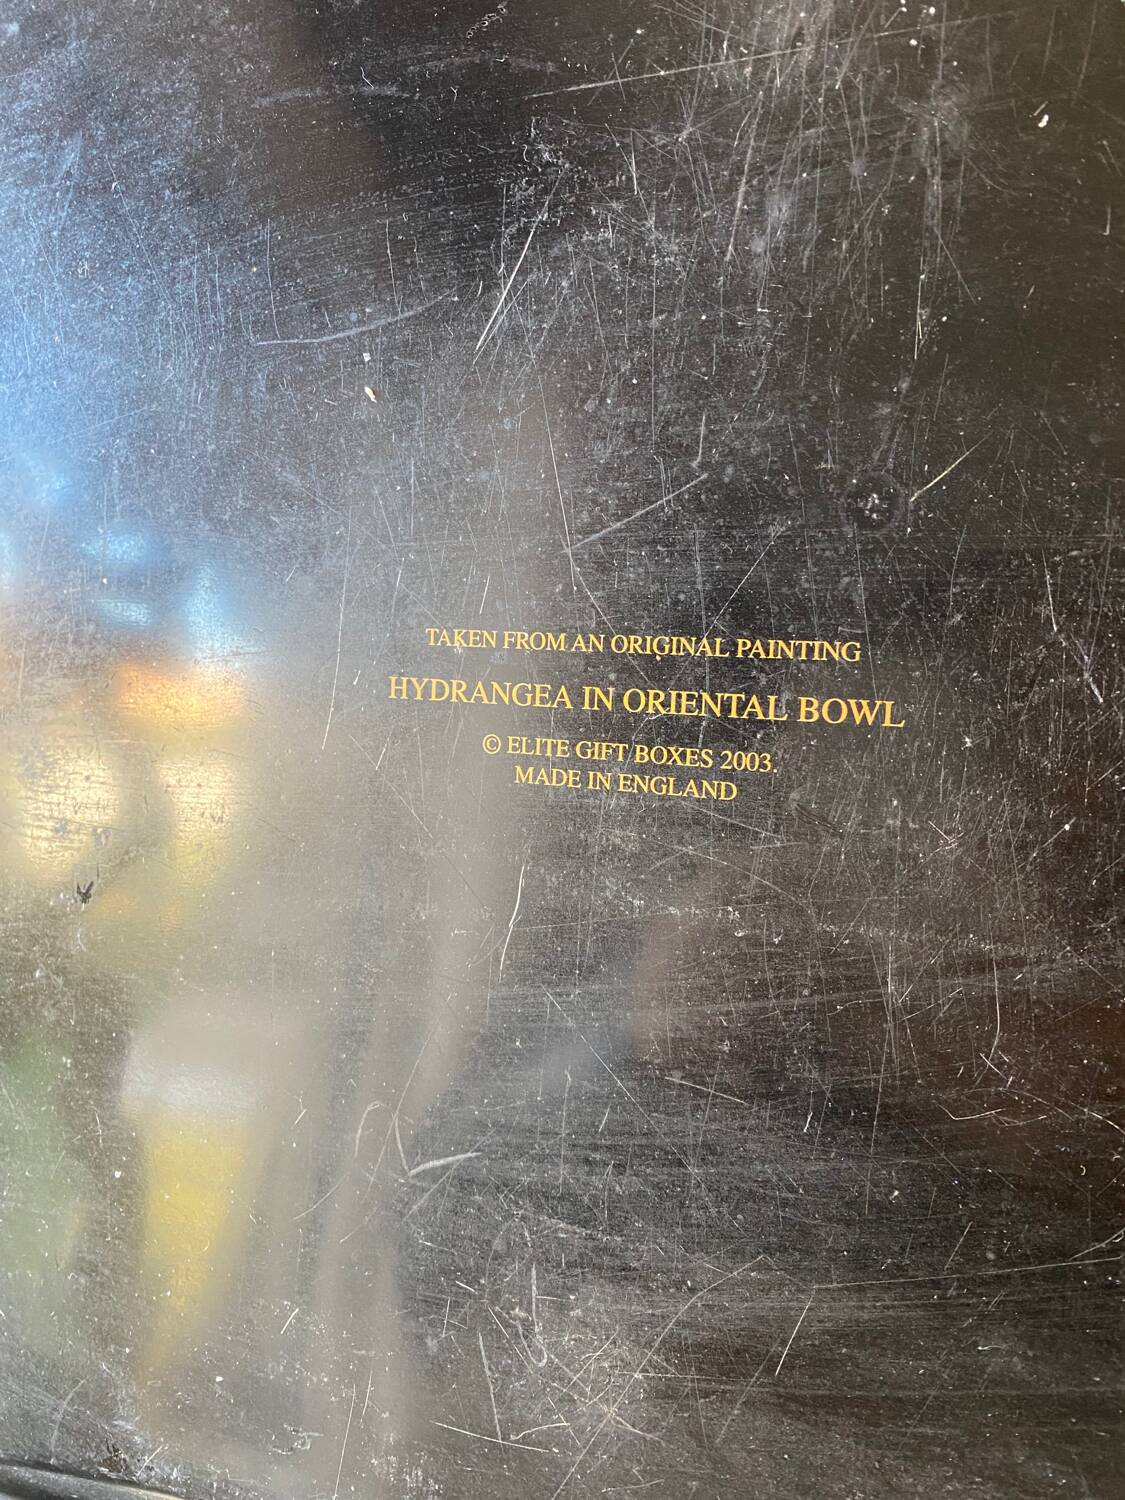 TAKEN FROM AN ORIGINAL PAINTING
HYDRANGEA IN ORIENTAL BOWL
© ELITE GIFT BOXES 2003.
MADE IN ENGLAND